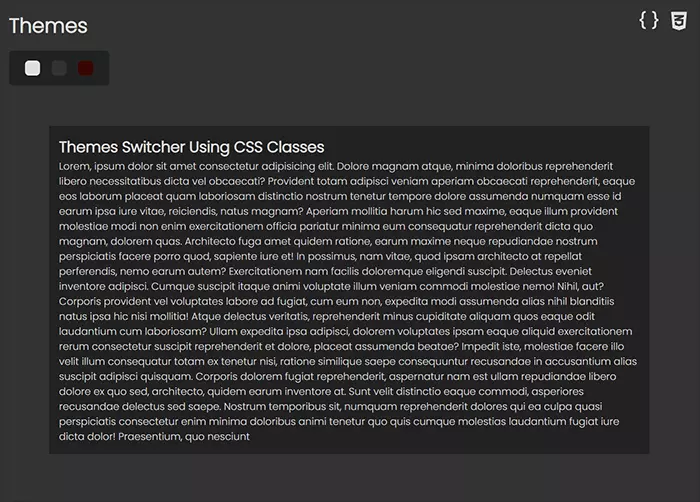 Themes
{ }
Themes Switcher Using CSS Classes
Lorem, ipsum dolor sit amet consectetur adipisicing elit. Dolore magnam atque, minima doloribus reprehenderit
libero necessitatibus dicta vel obcaecati? Provident totam adipisci veniam aperiam obcaecati reprehenderit, eaque
eos laborum placeat quam laboriosam distinctio nostrum tenetur tempore dolore assumenda numquam esse id
earum ipsa iure vitae, reiciendis, natus magnam? Aperiam mollitia harum hic sed maxime, eaque illum provident
molestiae modi non enim exercitationem officia pariatur minima eum consequatur reprehenderit dicta quo
magnam, dolorem quas. Architecto fuga amet quidem ratione, earum maxime neque repudiandae nostrum
perspiciatis facere porro quod, sapiente iure et! In possimus, nam vitae, quod ipsam architecto at repellat
perferendis, nemo earum autem? Exercitationem nam facilis doloremque eligendi suscipit. Delectus eveniet
inventore adipisci. Cumque suscipit itaque animi voluptate illum veniam commodi molestiae nemo! Nihil, aut?
Corporis provident vel voluptates labore ad fugiat, cum eum non, expedita modi assumenda alias nihil blanditiis
natus ipsa hic nisi mollitia! Atque delectus veritatis, reprehenderit minus cupiditate aliquam quos eaque odit
laudantium cum laboriosam? Ullam expedita ipsa adipisci, dolorem voluptates ipsam eaque aliquid exercitationem
rerum consectetur suscipit reprehenderit et dolore, placeat assumenda beatae? Impedit iste, molestiae facere illo
velit illum consequatur totam ex tenetur nisi, ratione similique saepe consequuntur recusandae in accusantium alias
suscipit adipisci quisquam. Corporis dolorem fugiat reprehenderit, aspernatur nam est ullam repudiandae libero
dolore ex quo sed, architecto, quidem earum inventore at. Sunt velit distinctio eaque commodi, asperiores
recusandae delectus sed saepe. Nostrum temporibus sit, numquam reprehenderit dolores qui ea culpa quasi
perspiciatis consectetur enim minima doloribus animi tenetur quo quis cumque molestias laudantium fugiat iure
dicta dolor! Praesentium, quo nesciunt